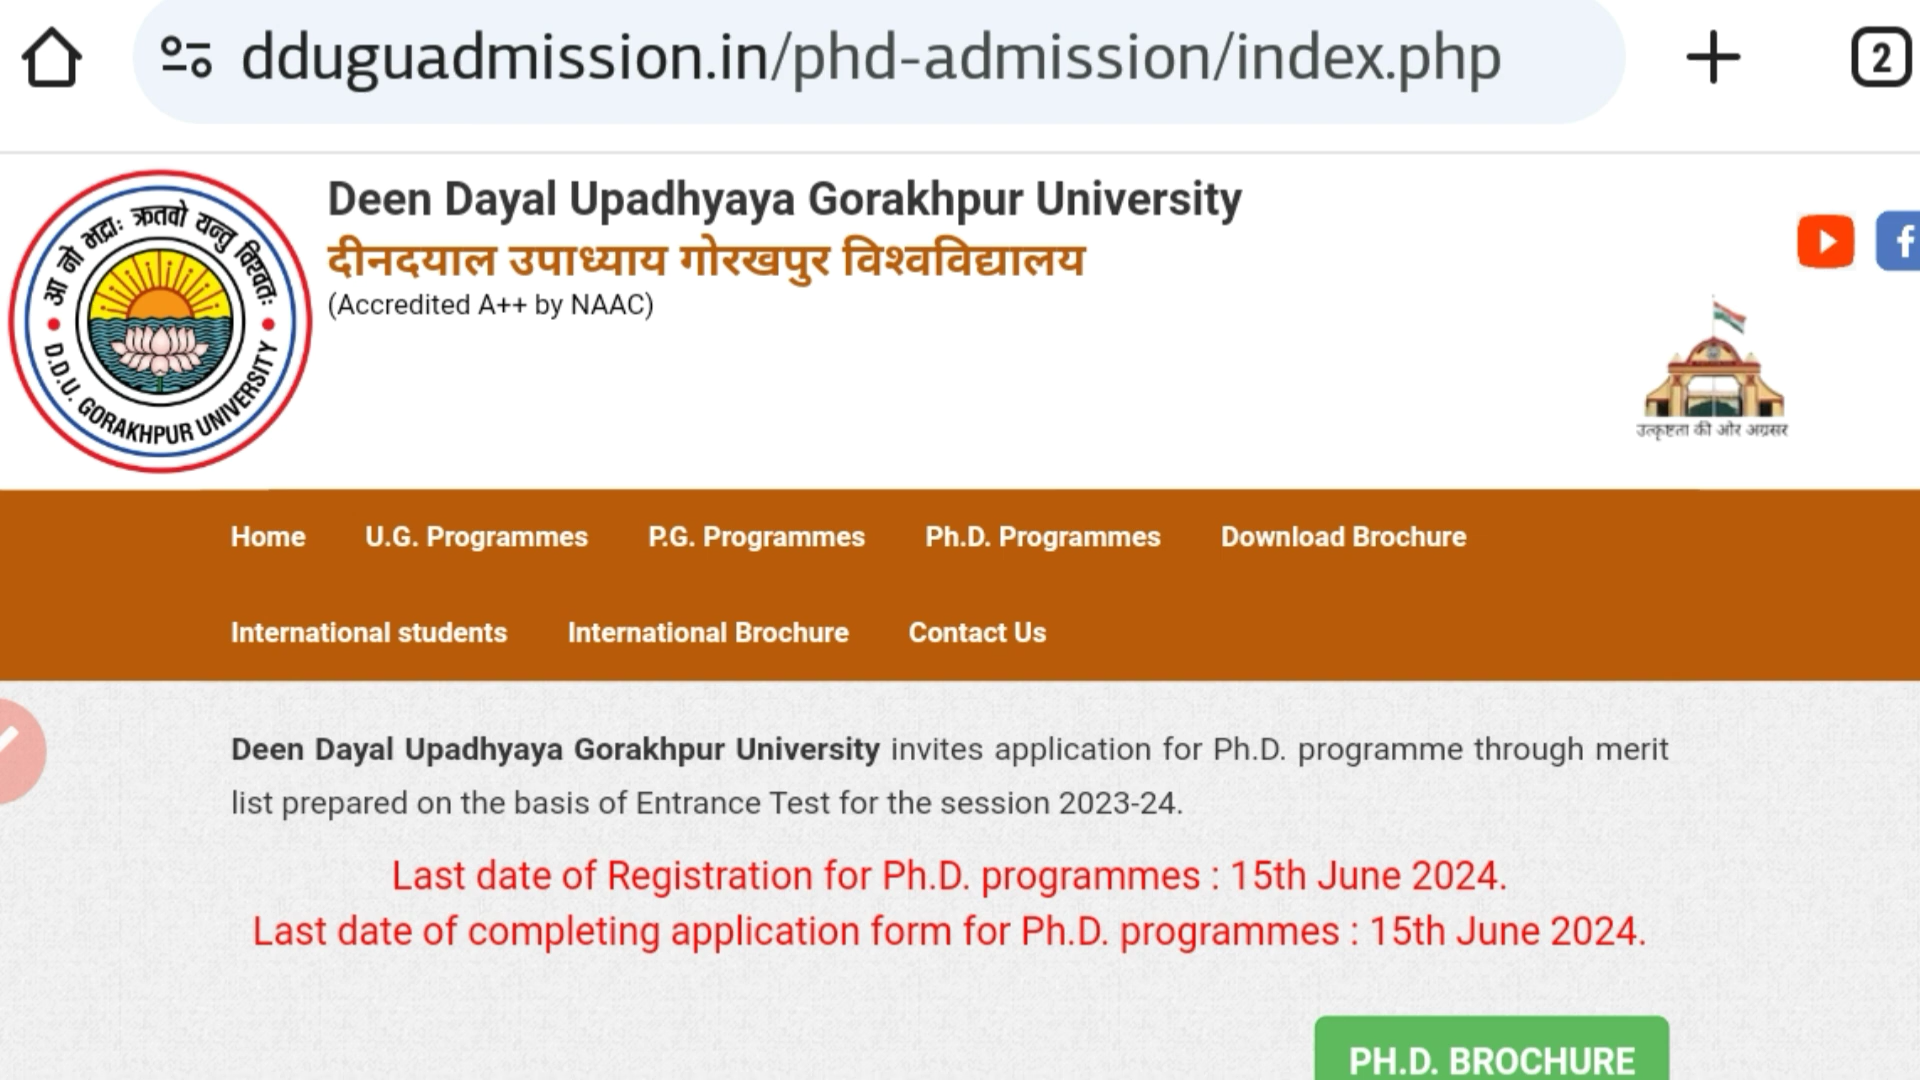 dduguadmission.in/phd-admission/index.php
2
Deen Dayal Upadhyaya Gorakhpur University
दीनदयाल उपाध्याय गोरखपुर विश्वविद्यालय
(Accredited A++ by NAAC)
आ नो भद्राः क्रतवो यन्तु विश्वतः
D.D.U. GORAKHPUR UNIVERSITY
f
उत्कृष्टता की ओर अग्रसर
Home U.G. Programmes P.G. Programmes Ph.D. Programmes Download Brochure
International students International Brochure Contact Us
Deen Dayal Upadhyaya Gorakhpur University invites application for Ph.D. programme through merit
list prepared on the basis of Entrance Test for the session 2023-24.
Last date of Registration for Ph.D. programmes : 15th June 2024.
Last date of completing application form for Ph.D. programmes : 15th June 2024.
PH.D. BROCHURE